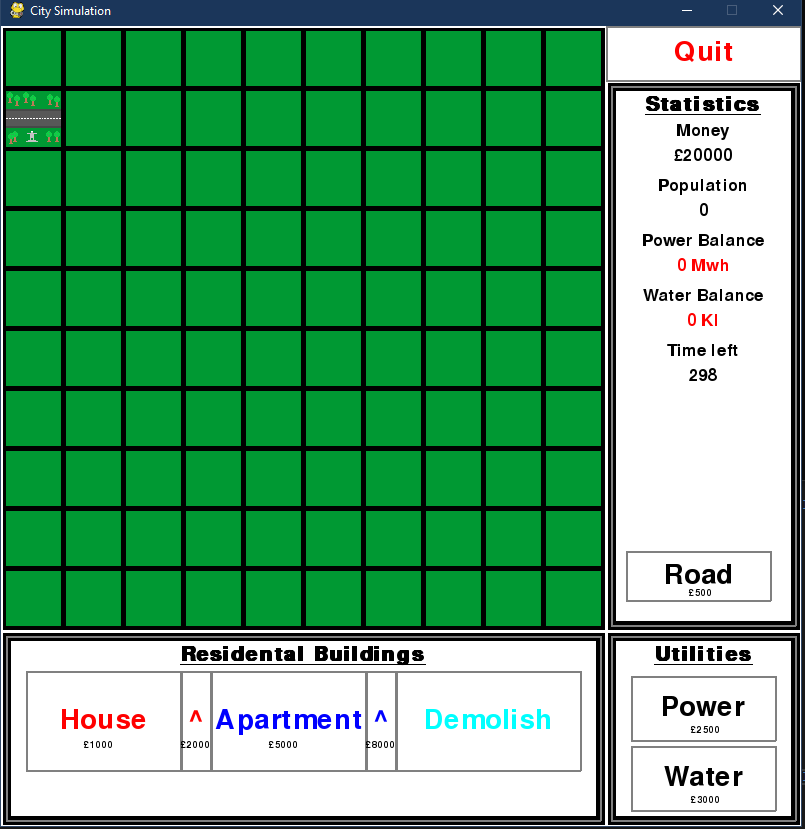 City Simulation
Quit
Statistics
Money
£20000
Population
0
Power Balance
0 Mwh
Water Balance
0 Kl
Time left
298
Road
£500
Residental Buildings
House
£1000
^
£2000
Apartment
£5000
^
£8000
Demolish
Utilities
Power
£2500
Water
£3000